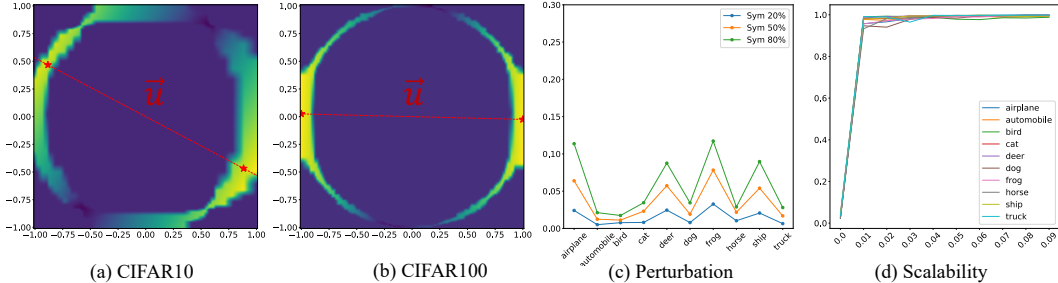 1.00
0.75
0.50
0.25
0.00
−0.25
−0.50
−0.75
−1.00
−1.00 −0.75 −0.50 −0.25 0.00 0.25 0.50 0.75 1.00
u
(a) CIFAR10
1.00
0.75
0.50
0.25
0.00
−0.25
−0.50
−0.75
−1.00
−1.00 −0.75 −0.50 −0.25 0.00 0.25 0.50 0.75 1.00
u
(b) CIFAR100
0.30
0.25
0.20
0.15
0.10
0.05
0.00
Sym 20%
Sym 50%
Sym 80%
airplane
automobile
bird
cat
deer
dog
frog
horse
ship
truck
(c) Perturbation
1.0
0.8
0.6
0.4
0.2
0.0
airplane
automobile
bird
cat
deer
dog
frog
horse
ship
truck
0.0 0.01 0.02 0.03 0.04 0.05 0.06 0.07 0.08 0.09
(d) Scalability